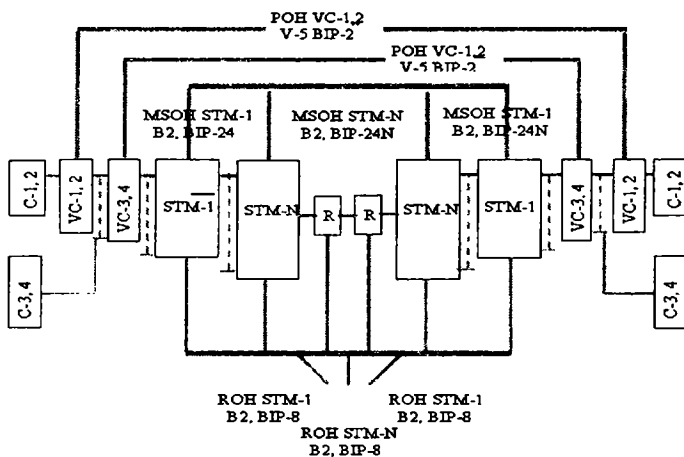 POH VC-1,2
V-5 BIP-2
POH VC-1,2
V-5 BIP-2
MSOH STM-1
B2, BIP-24
MSOH STM-N
B2, BIP-24N
MSOH STM-1
B2, BIP-24N
C-1, 2
VC-1, 2
VC-3, 4
STM-1
STM-N
R
R
STM-N
STM-1
VC-3, 4
VC-1, 2
C-1, 2
C-3, 4
C-3, 4
ROH STM-1
B2, BIP-8
ROH STM-N
B2, BIP-8
ROH STM-1
B2, BIP-8